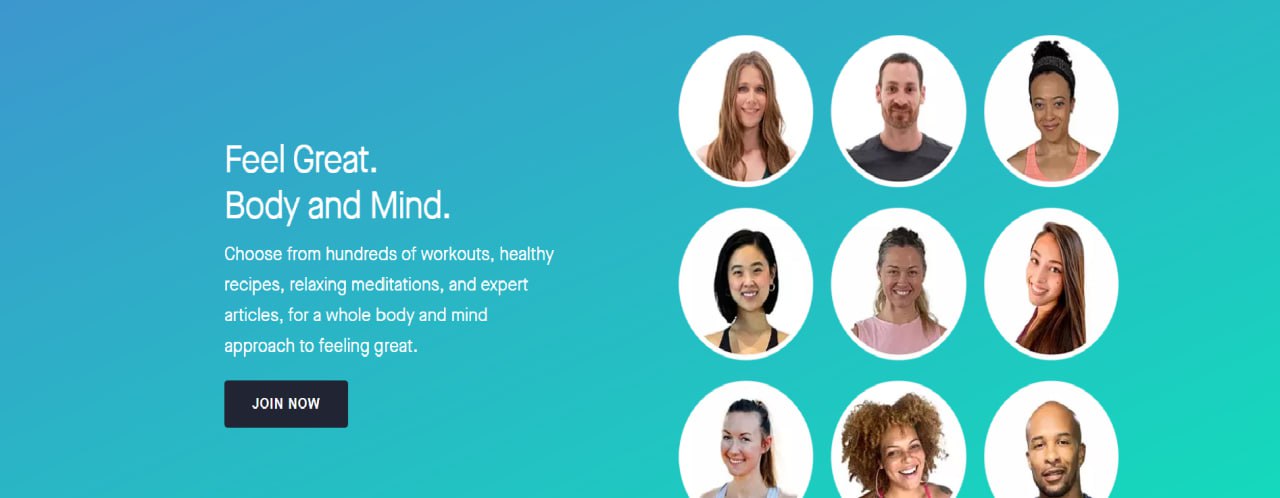 Feel Great.
Body and Mind.
Choose from hundreds of workouts, healthy
recipes, relaxing meditations, and expert
articles, for a whole body and mind
approach to feeling great.
JOIN NOW